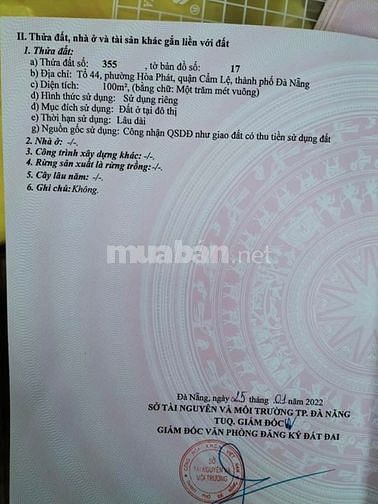 II. Thửa đất, nhà ở và tài sản khác gắn liền với đất
1. Thửa đất:
a) Thửa đất số: 355 , tờ bản đồ số: 17
b) Địa chỉ: Tổ 44, phường Hòa Phát, quận Cẩm Lệ, thành phố Đà Nẵng
c) Diện tích: 100m², (bằng chữ: Một trăm mét vuông)
d) Hình thức sử dụng: Sử dụng riêng
đ) Mục đích sử dụng: Đất ở tại đô thị
e) Thời hạn sử dụng: Lâu dài
g) Nguồn gốc sử dụng: Công nhận QSDĐ như giao đất có thu tiền sử dụng đất
2. Nhà ở: -/-.
3. Công trình xây dựng khác: -/-.
4. Rừng sản xuất là rừng trồng: -/-.
5. Cây lâu năm: -/-.
6. Ghi chú: Không.
muaban.net
Đà Nẵng, ngày 25 tháng 01 năm 2022
SỞ TÀI NGUYÊN VÀ MÔI TRƯỜNG TP. ĐÀ NẴNG
TUQ. GIÁM ĐỐC
GIÁM ĐỐC VĂN PHÒNG ĐĂNG KÝ ĐẤT ĐAI
SỞ
TÀI NGUYÊN VÀ
MÔI TRƯỜNG